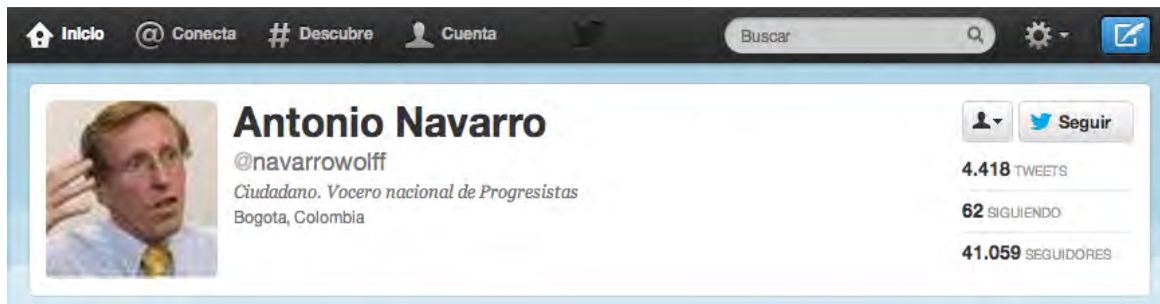 Inicio @ Conecta # Descubre Cuenta Buscar
Antonio Navarro
@navarrowolff
Ciudadano. Vocero nacional de Progresistas
Bogota, Colombia
Seguir
4.418 TWEETS
62 SIGUIENDO
41.059 SEGUIDORES